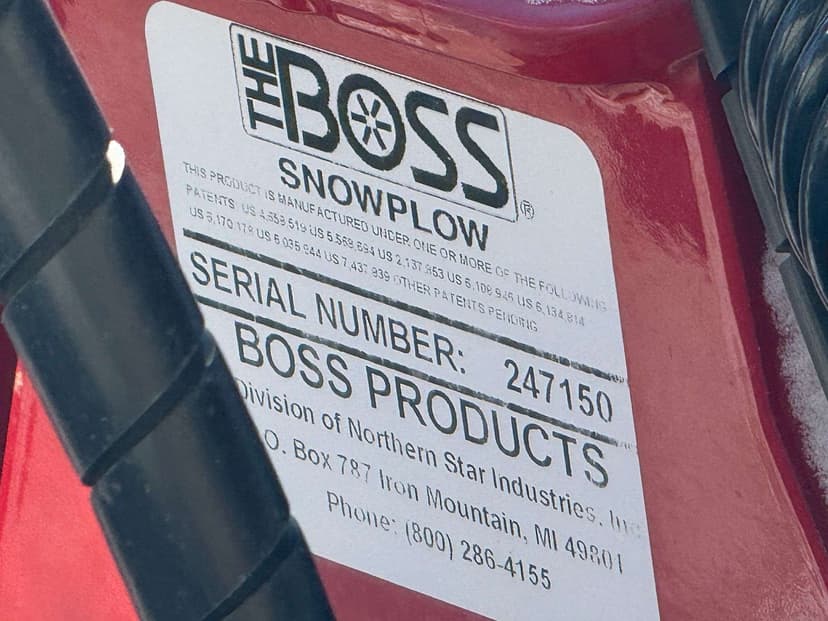 THE BOSS ®
SNOWPLOW
THIS PRODUCT IS MANUFACTURED UNDER ONE OR MORE OF THE FOLLOWING
PATENTS: US 4,659,519 US 5,568,694 US 2,137,953 US 6,108,946 US 6,134,814
US 6,170,178 US 6,035,944 US 7,437,839 OTHER PATENTS PENDING
SERIAL NUMBER: 247150
BOSS PRODUCTS
Division of Northern Star Industries, Inc
.O. Box 787 Iron Mountain, MI 49801
Phone: (800) 286-4155